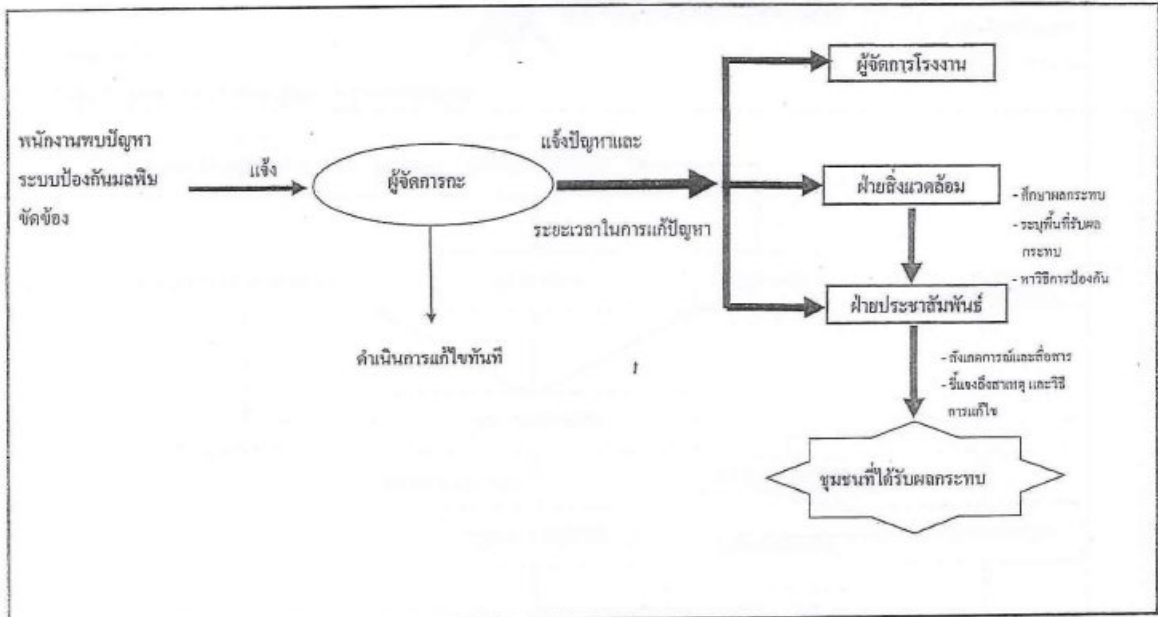 พนักงานพบปัญหา
ระบบป้องกันมลพิษ
ขัดข้อง
แจ้ง
ผู้จัดการกะ
ดำเนินการแก้ไขทันที
แจ้งปัญหาและ
ระยะเวลาในการแก้ปัญหา
ผู้จัดการโรงงาน
ฝ่ายสิ่งแวดล้อม
- ศึกษาผลกระทบ
- ระบุพื้นที่รับผล
กระทบ
- หาวิธีการป้องกัน
ฝ่ายประชาสัมพันธ์
- สังเกตการณ์และสื่อสาร
- ชี้แจงถึงสาเหตุ และวิธี
การแก้ไข
ชุมชนที่ได้รับผลกระทบ